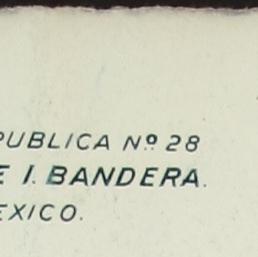 PUBLICA Nº 28
E I. BANDERA.
EXICO.